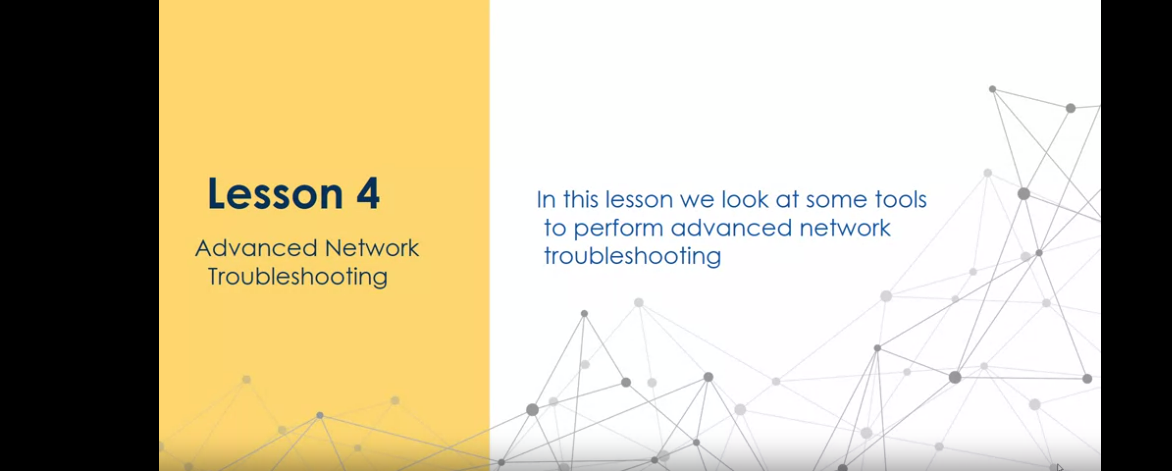 Lesson 4
Advanced Network
Troubleshooting
In this lesson we look at some tools
to perform advanced network
troubleshooting